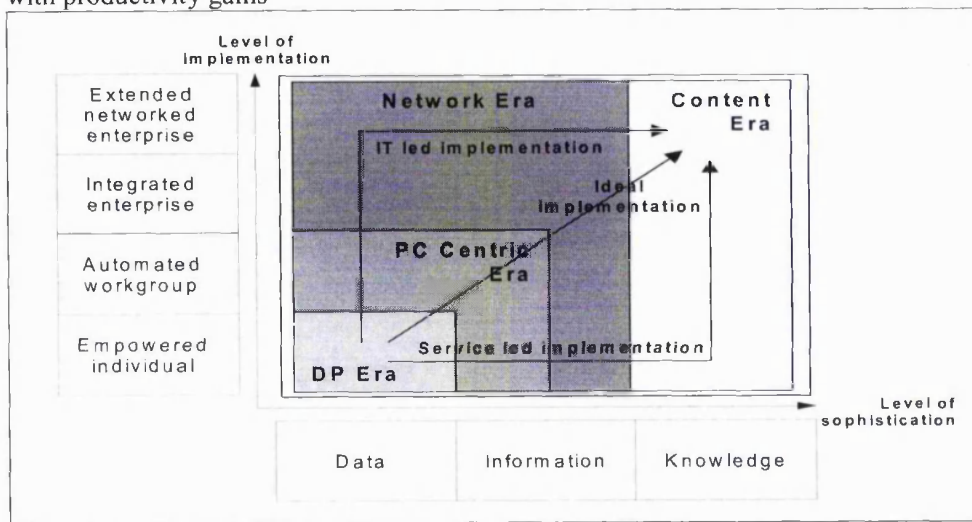 with productivity gains
Level of
implementation
Extended
networked
enterprise
Integrated
enterprise
Automated
workgroup
Empowered
individual
Network Era
Content
Era
IT led implementation
Ideal
implementation
PC Centric
Era
Service led implementation
DP Era
Level of
sophistication
Data
Information
Knowledge